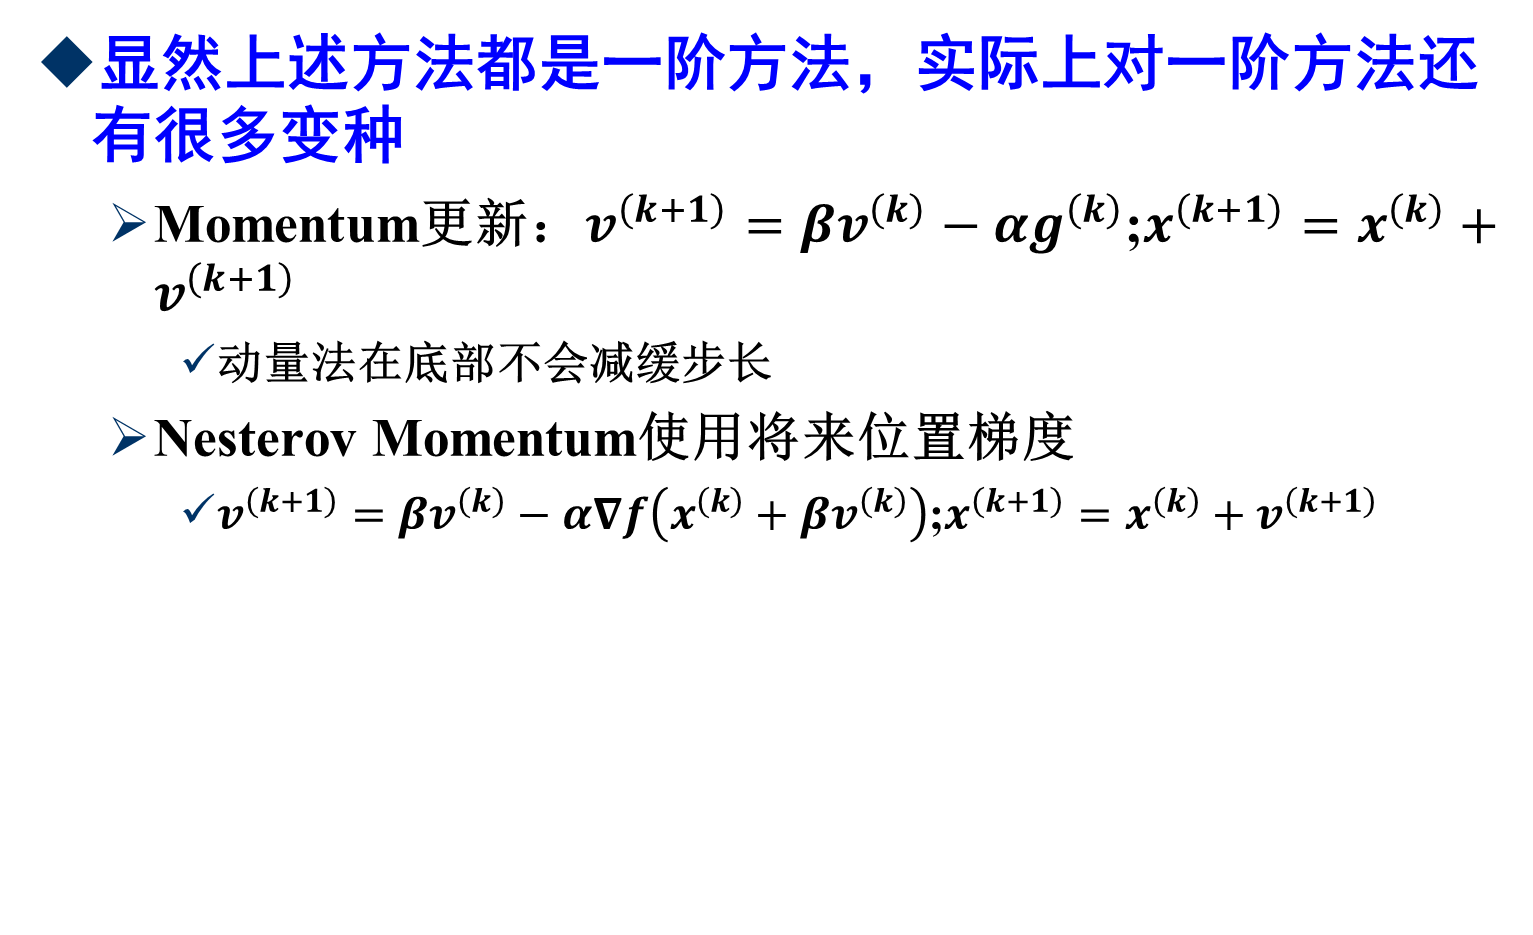 ◆显然上述方法都是一阶方法，实际上对一阶方法还
有很多变种
➢Momentum更新：v^(k+1) = βv^(k) − αg^(k);x^(k+1) = x^(k) +
v^(k+1)
✓动量法在底部不会减缓步长
➢Nesterov Momentum使用将来位置梯度
✓v^(k+1) = βv^(k) − α∇f(x^(k) + βv^(k));x^(k+1) = x^(k) + v^(k+1)